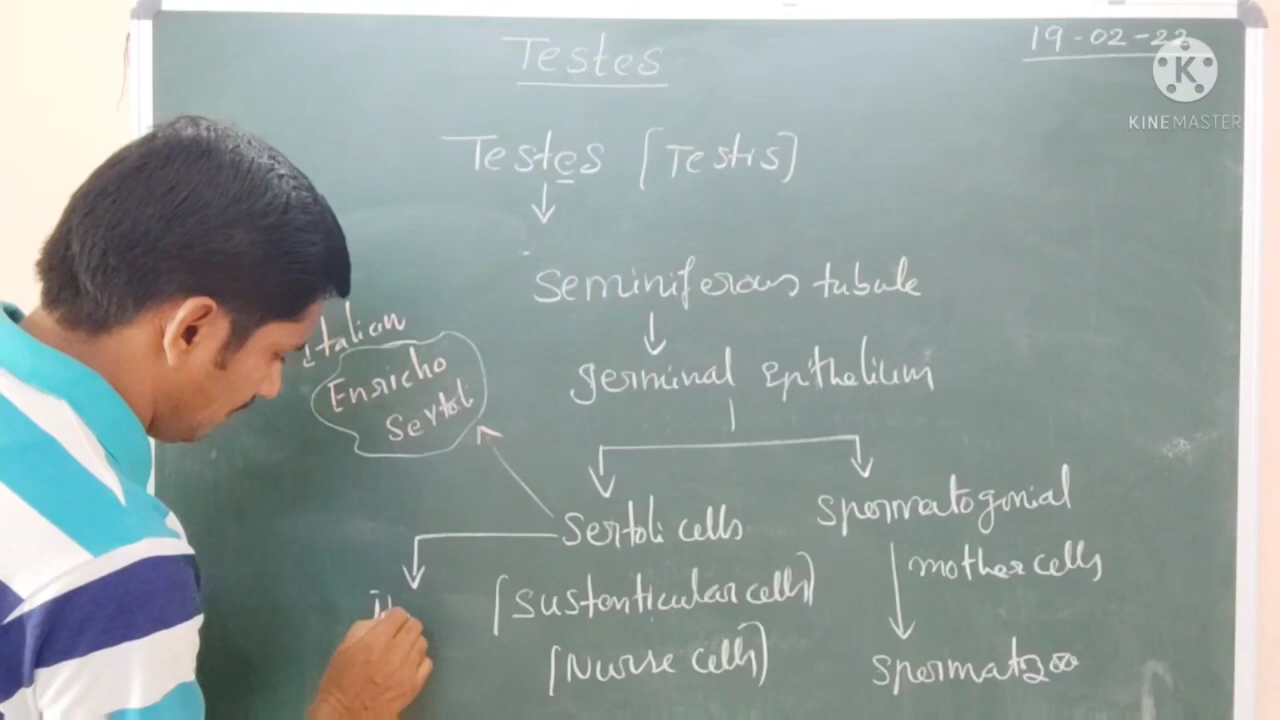 Testes
19-02-22
KINEMASTER
Testes [Testis]
seminiferous tubule
germinal Epithelium
italian
Enricho
Sertoli
Sertoli cells
spermatogonial
mother cells
[sustenticular cells]
[Nurse cells]
spermatzoo